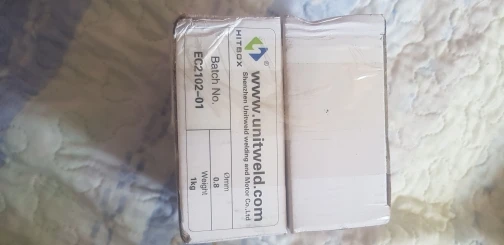 HITBOX
®
www.unitweld.com
Shenzhen Unitweld welding and Motor Co.,Ltd
Batch No.
Ømm
Weight
EC2102-01
0.8
1kg